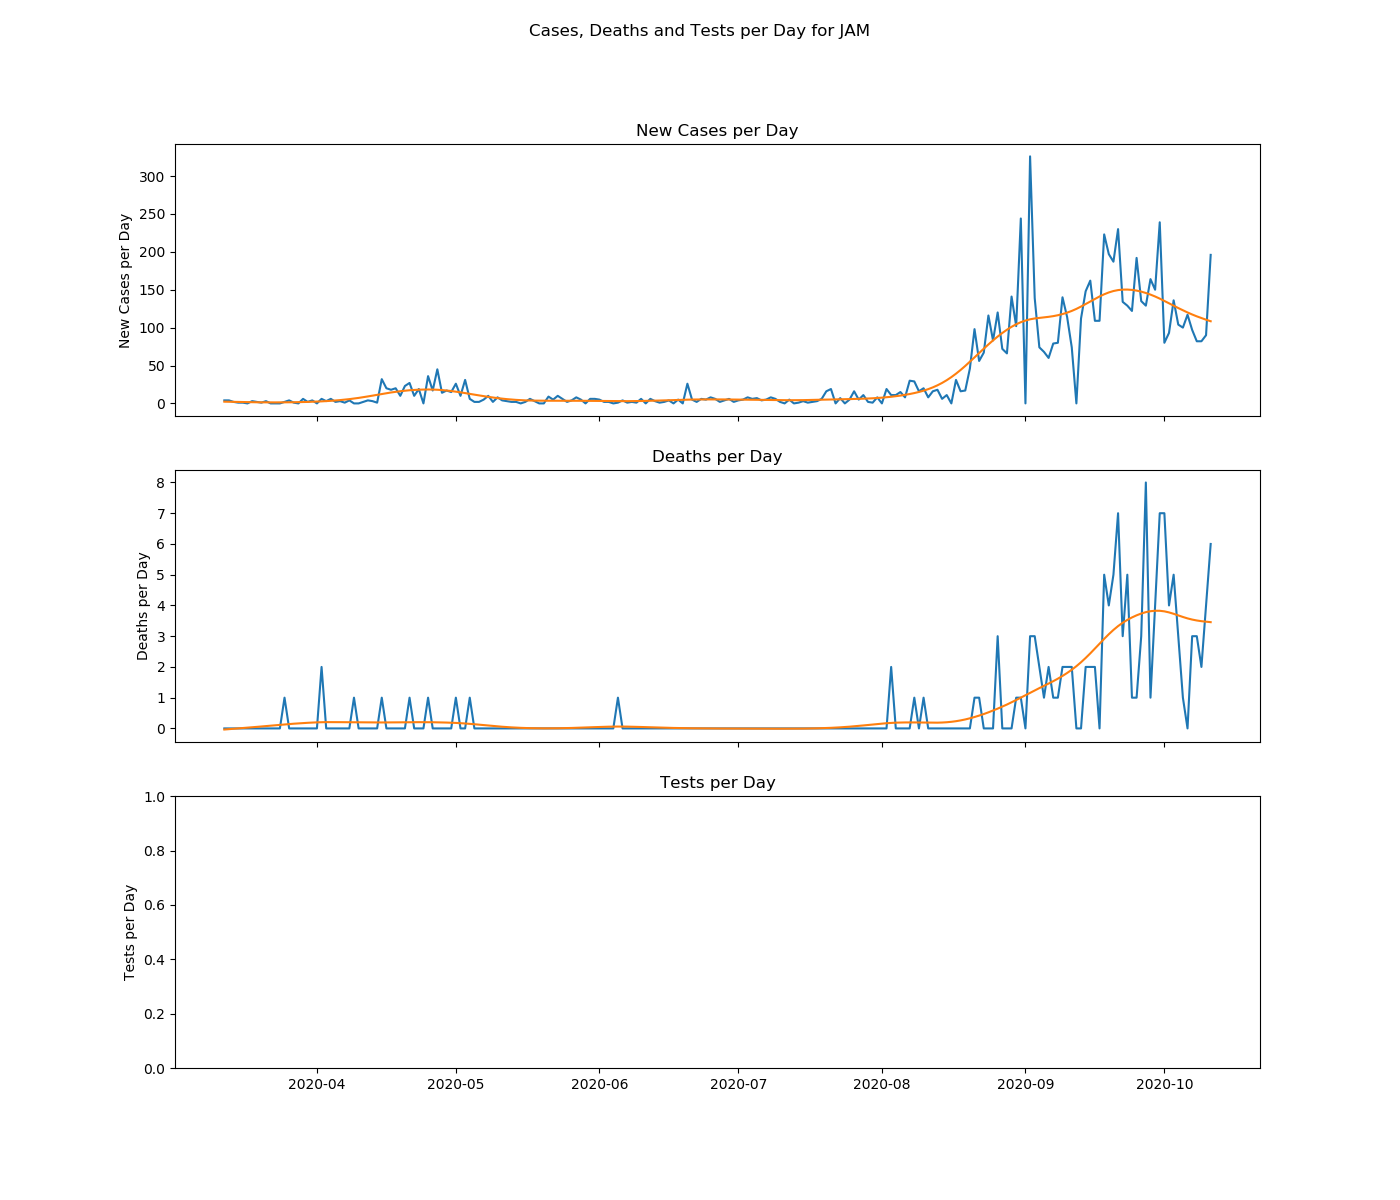 Cases, Deaths and Tests per Day for JAM
New Cases per Day
New Cases per Day
300
250
200
150
100
50
0
Deaths per Day
Deaths per Day
8
7
6
5
4
3
2
1
0
Tests per Day
Tests per Day
1.0
0.8
0.6
0.4
0.2
0.0
2020-04 2020-05 2020-06 2020-07 2020-08 2020-09 2020-10